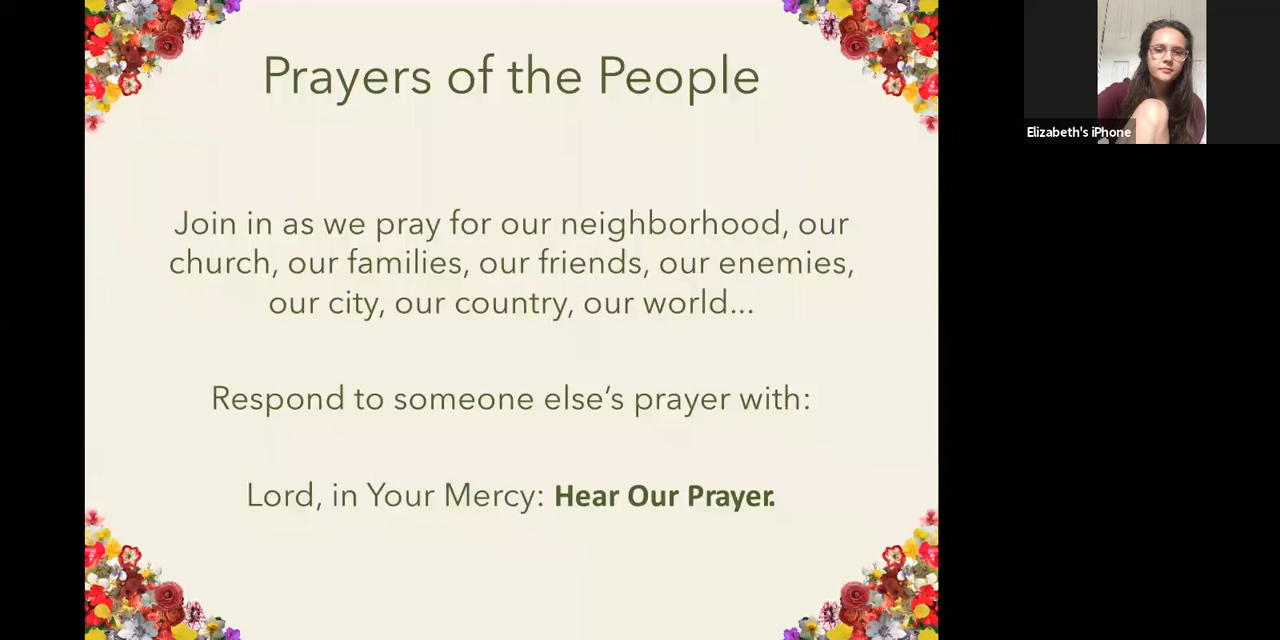 Prayers of the People
Join in as we pray for our neighborhood, our
church, our families, our friends, our enemies,
our city, our country, our world...
Respond to someone else’s prayer with:
Lord, in Your Mercy: Hear Our Prayer.
Elizabeth's iPhone